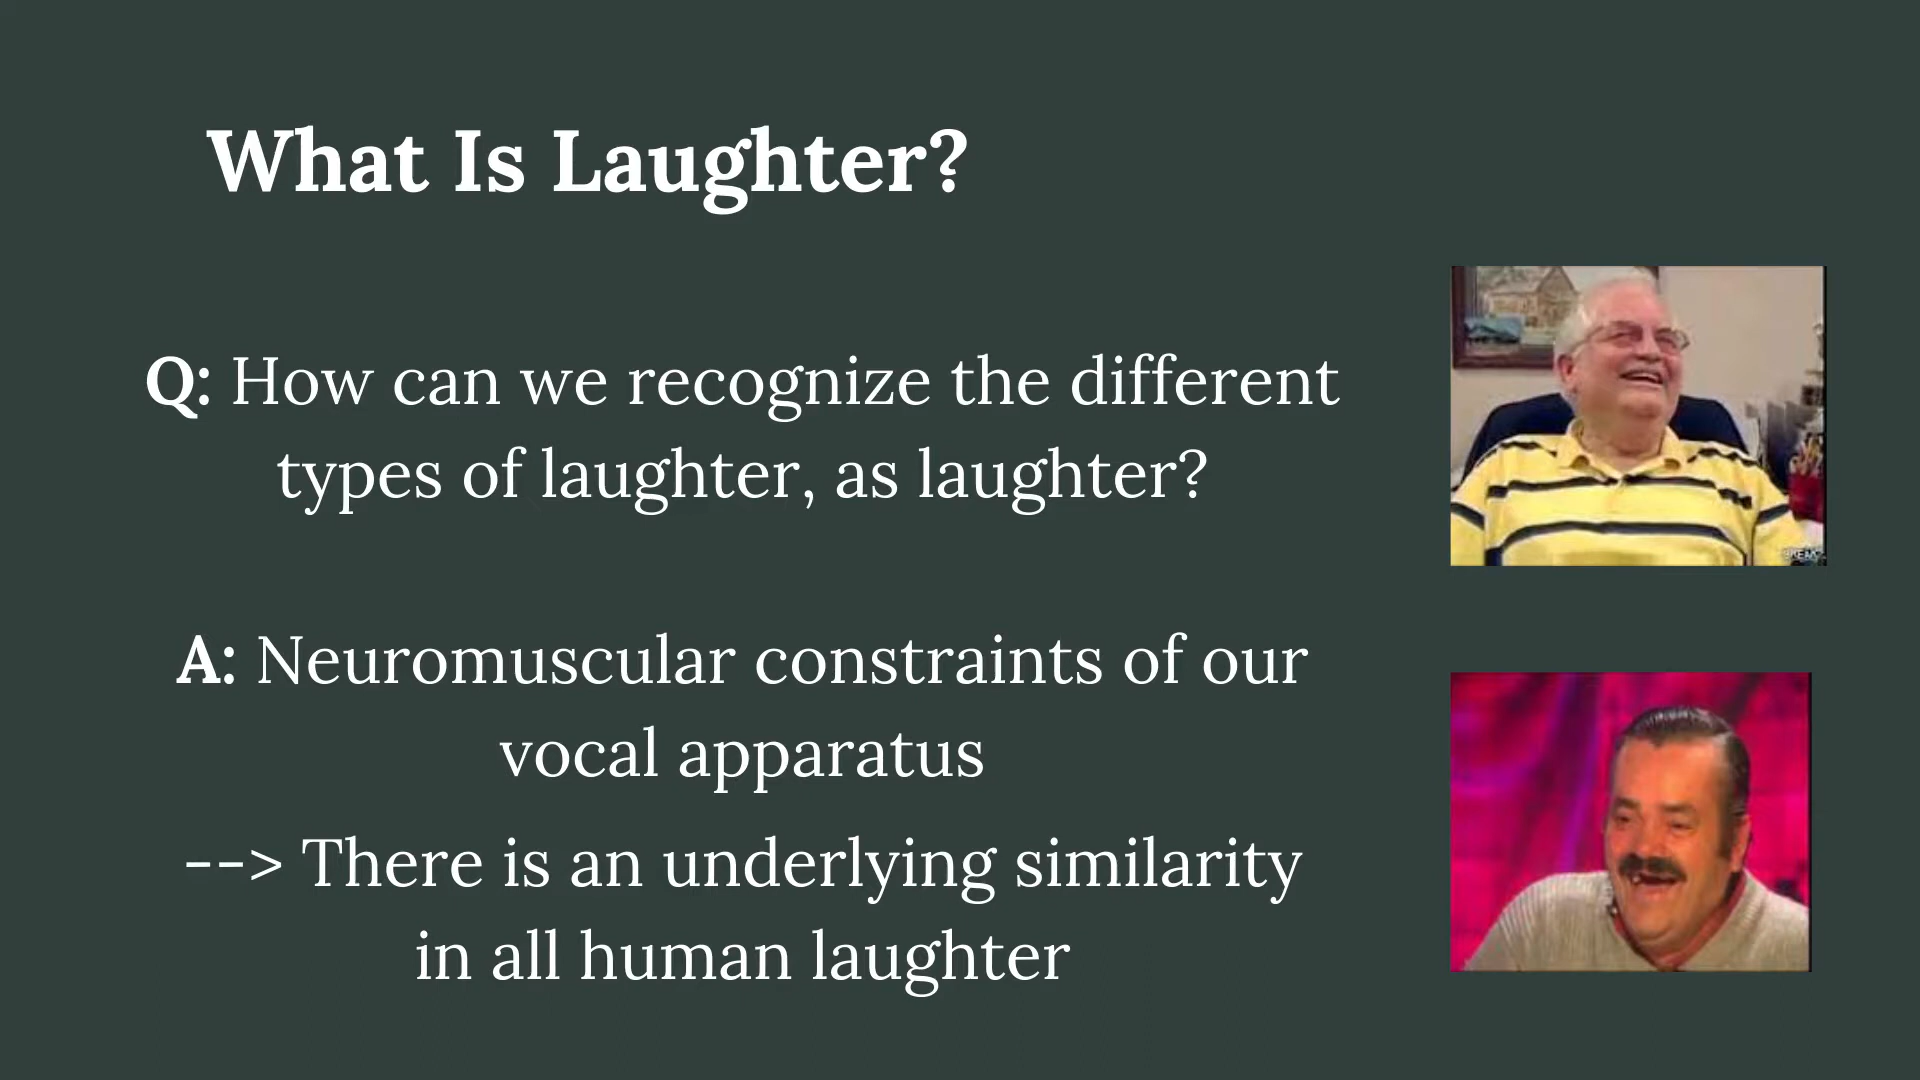 What Is Laughter?
Q: How can we recognize the different
types of laughter, as laughter?
A: Neuromuscular constraints of our
vocal apparatus
--> There is an underlying similarity
in all human laughter